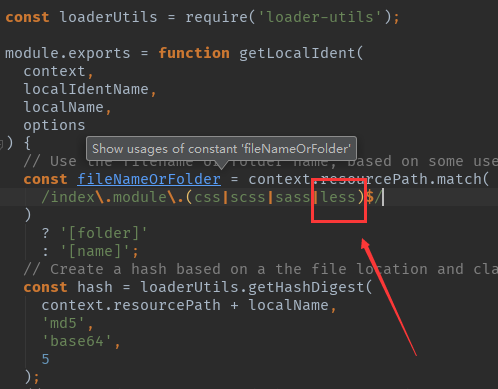 const loaderUtils = require('loader-utils');
module.exports = function getLocalIdent(
context,
localIdentName,
localName,
options
) {
Show usages of constant 'fileNameOrFolder'
// Use the filename or folder name, based on some use
const fileNameOrFolder = context.resourcePath.match(
/index\.module\.(css|scss|sass|less)$/
)
? '[folder]'
: '[name]';
// Create a hash based on a the file location and cla
const hash = loaderUtils.getHashDigest(
context.resourcePath + localName,
'md5',
'base64',
5
);